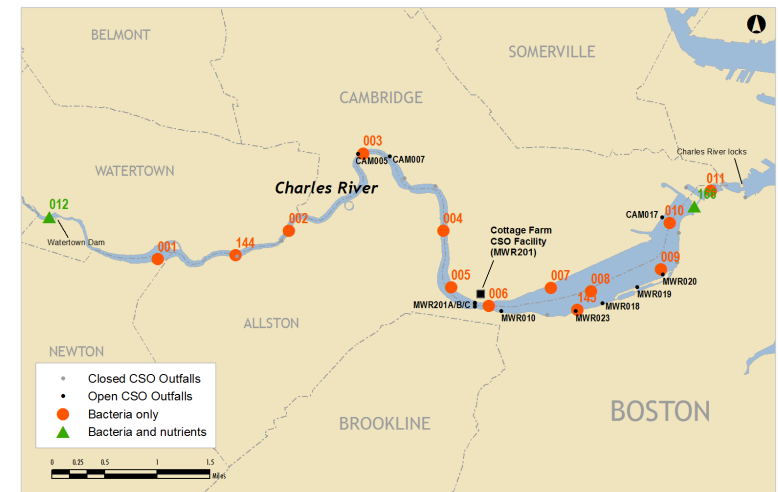 BELMONT
SOMERVILLE
CAMBRIDGE
003
CAM005
CAM007
Charles River locks
WATERTOWN
011
Charles River
166
012
002
004
CAM017
010
Watertown Dam
Cottage Farm
CSO Facility
(MWR201)
001
144
009
005
007
008
MWR020
006
MWR019
MWR201A/B/C
145
MWR018
MWR010
MWR023
ALLSTON
NEWTON
Closed CSO Outfalls
Open CSO Outfalls
Bacteria only
Bacteria and nutrients
BOSTON
BROOKLINE
0 0.25 0.5 1 1.5
Miles